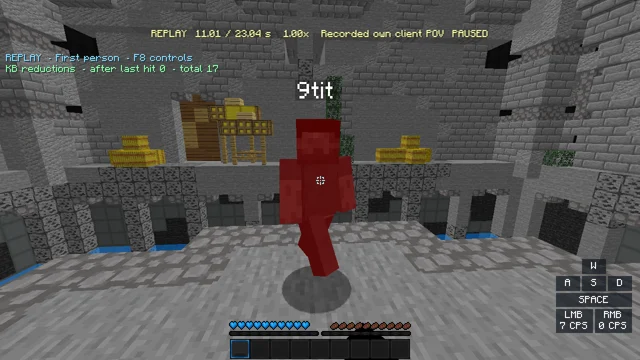 REPLAY 11.01 / 23.04 s 1.00x Recorded own client POV PAUSED
REPLAY - First person - F8 controls
KB reductions - after last hit 0 - total 17
9tit
W
A S D
SPACE
LMB RMB
7 CPS 0 CPS